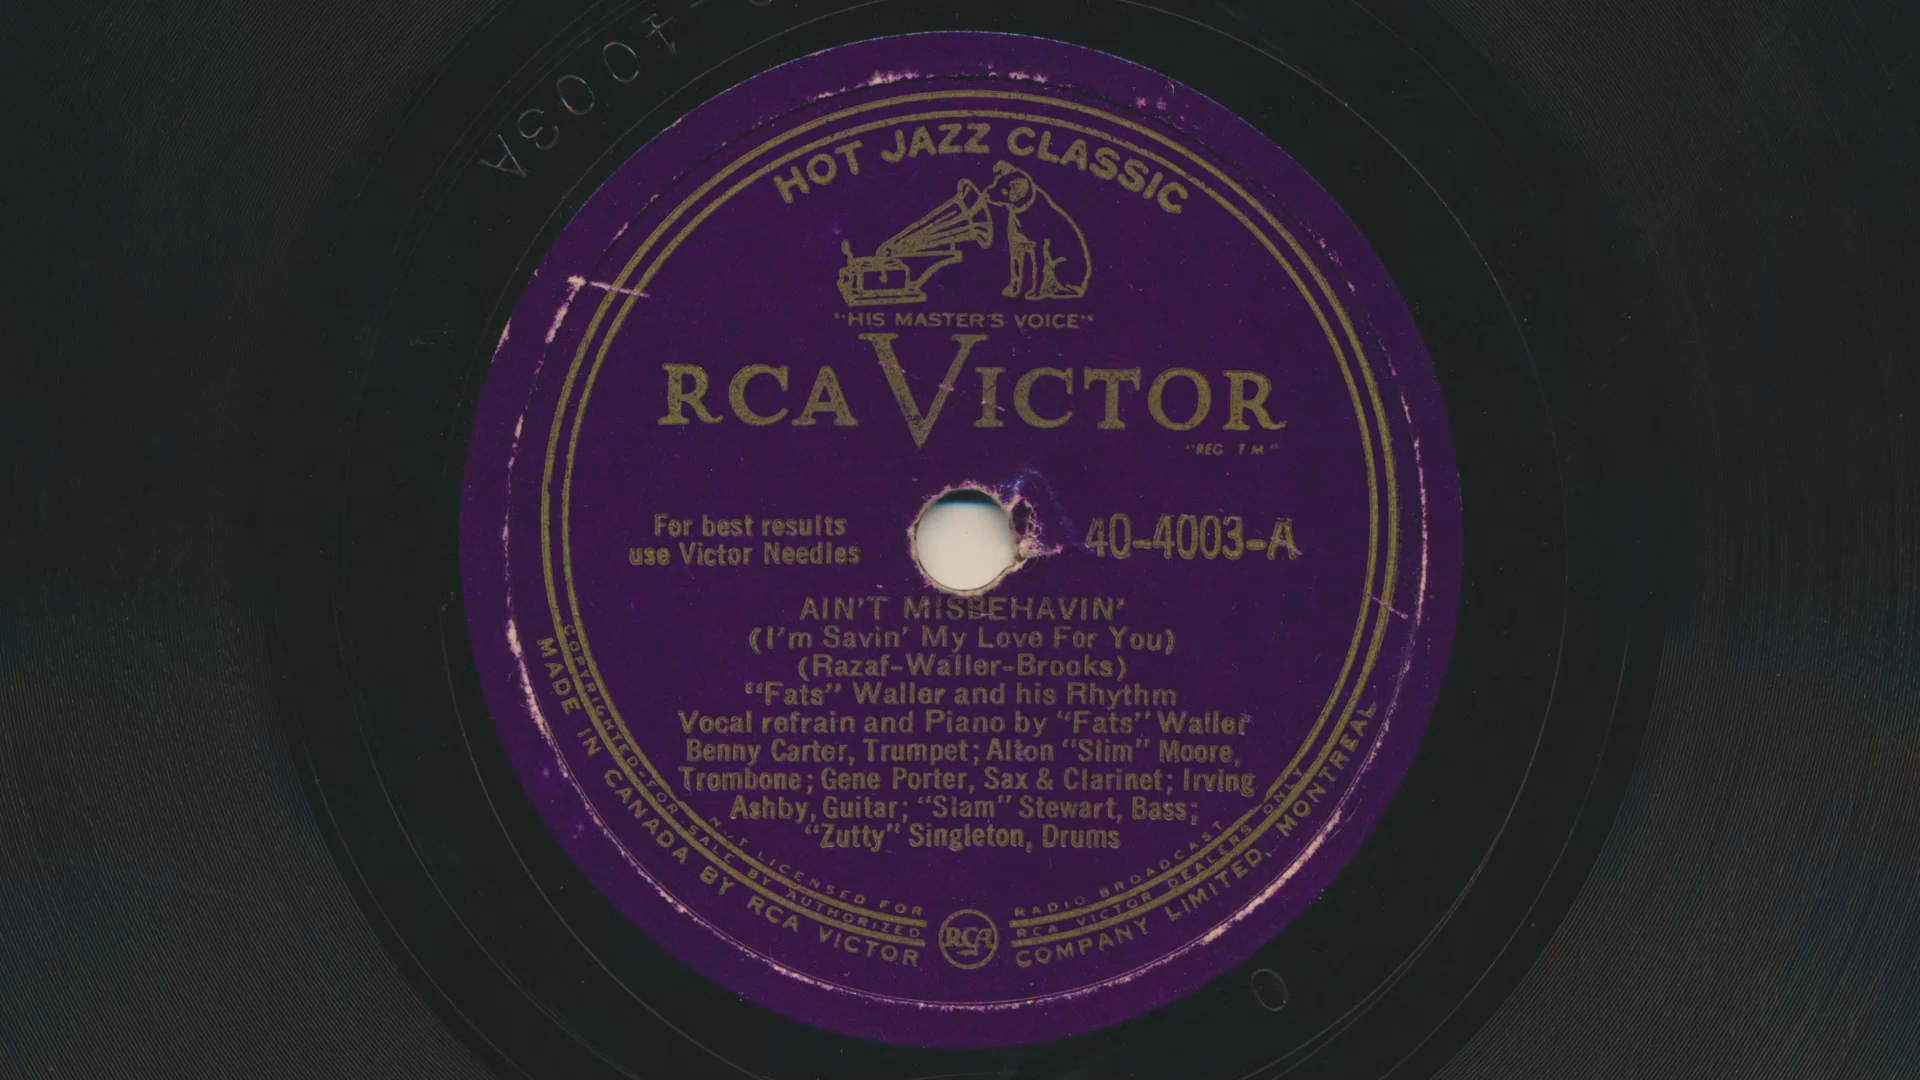 4003A
HOT JAZZ CLASSIC
"HIS MASTER'S VOICE"
RCA VICTOR
"REG T M"
For best results
use Victor Needles
40-4003-A
AIN'T MISBEHAVIN'
(I'm Savin' My Love For You)
(Razaf-Waller-Brooks)
"Fats" Waller and his Rhythm
Vocal refrain and Piano by "Fats" Waller
Benny Carter, Trumpet; Alton "Slim" Moore,
Trombone; Gene Porter, Sax & Clarinet; Irving
Ashby, Guitar; "Slam" Stewart, Bass;
"Zutty" Singleton, Drums
NOT LICENSED FOR RADIO BROADCAST
COPYRIGHTED-FOR SALE BY AUTHORIZED RCA VICTOR DEALERS ONLY
MADE IN CANADA BY RCA VICTOR COMPANY LIMITED, MONTREAL
RCA
O